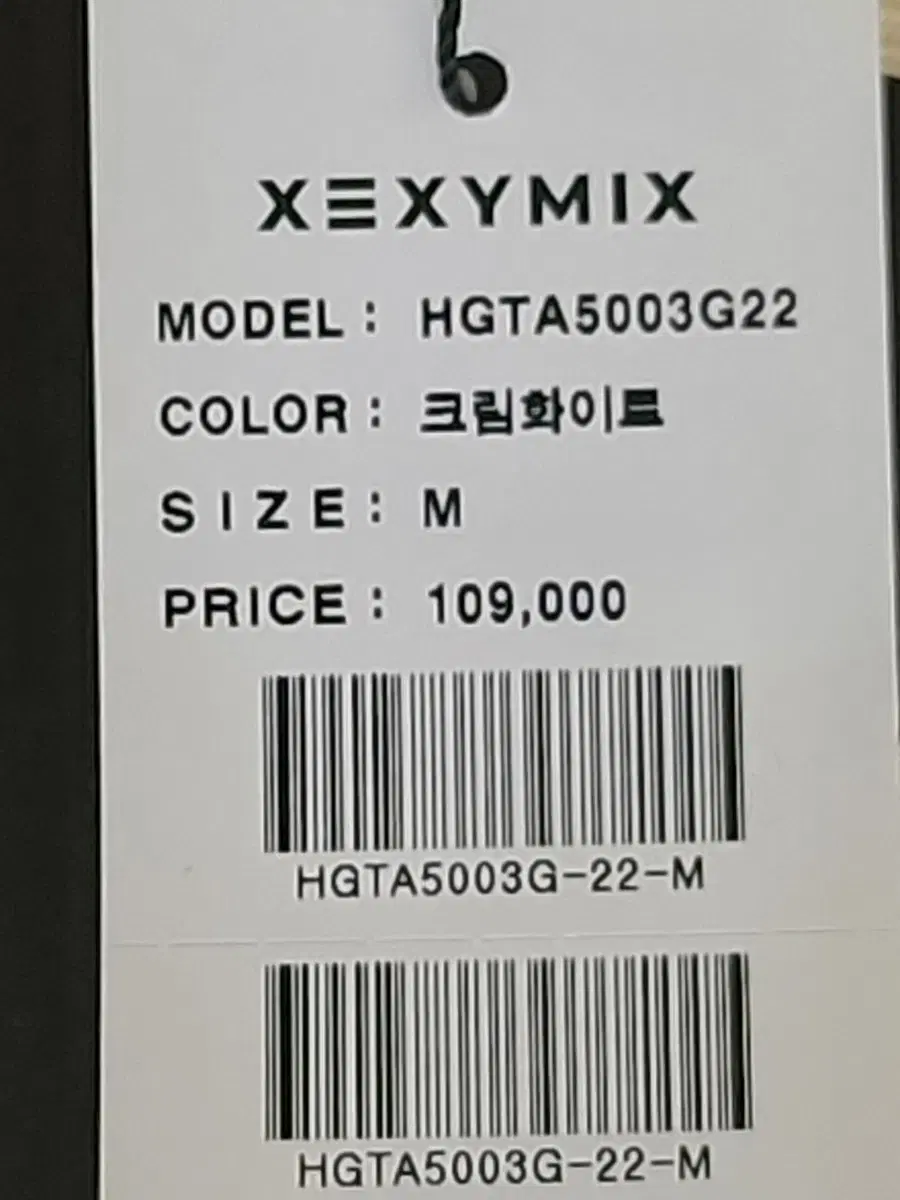 XEXYMIX
MODEL : HGTA5003G22
COLOR : 크림화이트
SIZE : M
PRICE : 109,000
HGTA5003G-22-M
HGTA5003G-22-M